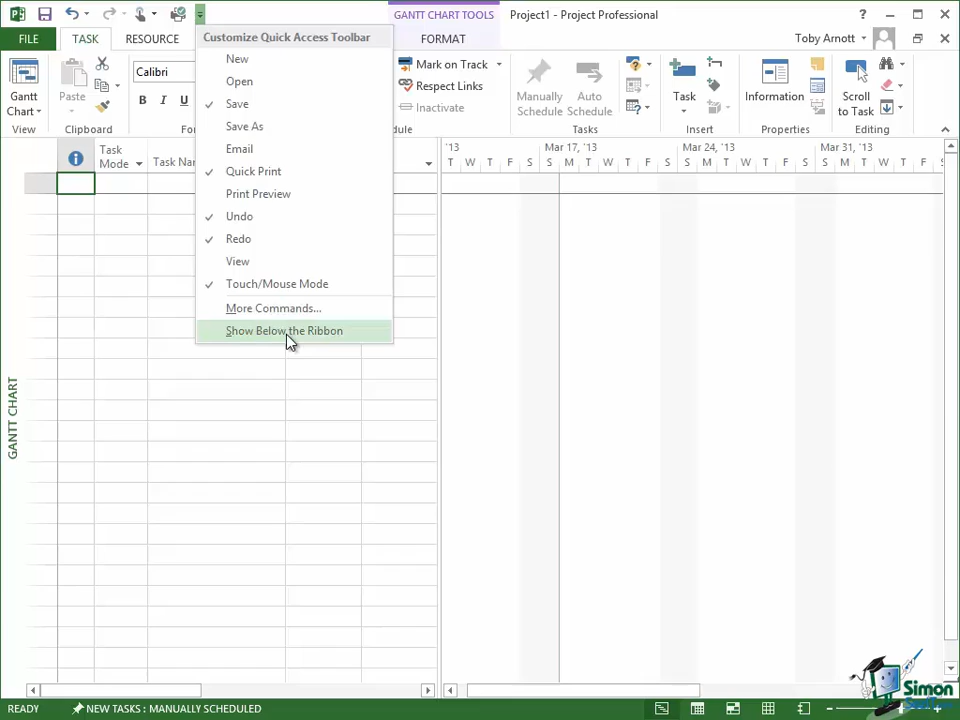 GANTT CHART TOOLS
Project1 - Project Professional
?
FILE
TASK
RESOURCE
FORMAT
Toby Arnott
Customize Quick Access Toolbar
New
Open
Save
Save As
Email
Quick Print
Print Preview
Undo
Redo
View
Touch/Mouse Mode
More Commands...
Show Below the Ribbon
Gantt
Chart
View
Paste
Clipboard
Calibri
B I U
Mark on Track
Respect Links
Inactivate
Manually
Schedule
Auto
Schedule
Tasks
Task
Insert
Information
Properties
Scroll
to Task
Editing
Task
Mode
'13
Mar 17, '13
Mar 24, '13
Mar 31, '13
T W T F S S M T W T F S S M T W T F S S M T W T F
GANTT CHART
READY
NEW TASKS : MANUALLY SCHEDULED
Simon